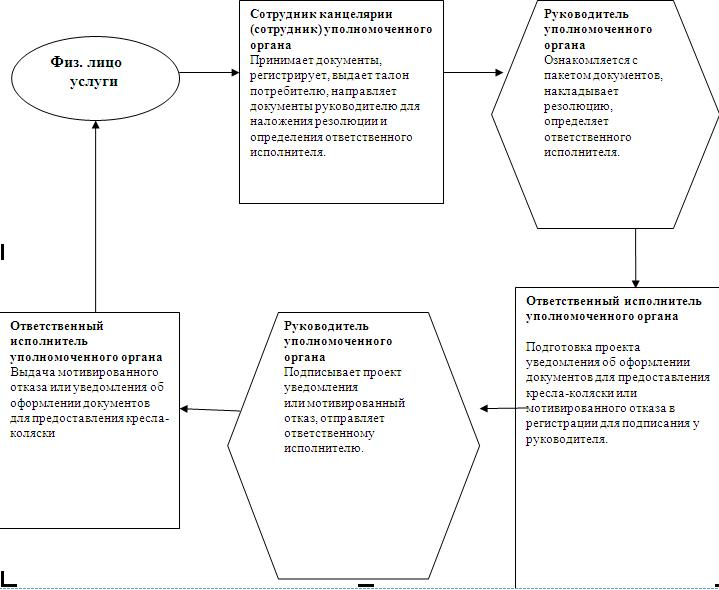 Физ. лицо
услуги
Сотрудник канцелярии
(сотрудник) уполномоченного
органа
Принимает документы,
регистрирует, выдает талон
потребителю, направляет
документы руководителю для
наложения резолюции и
определения ответственного
исполнителя.
Руководитель
уполномоченного
органа
Ознакомляется с
пакетом документов,
накладывает
резолюцию,
определяет
ответственного
исполнителя.
Ответственный исполнитель
уполномоченного органа
Подготовка проекта
уведомления об оформлении
документов для предоставления
кресла-коляски или
мотивированного отказа в
регистрации для подписания у
руководителя.
Руководитель
уполномоченного
органа
Подписывает проект
уведомления
или мотивированный
отказ, отправляет
ответственному
исполнителю.
Ответственный
исполнитель
уполномоченного органа
Выдача мотивированного
отказа или уведомления об
оформлении документов
для предоставления кресла-
коляски